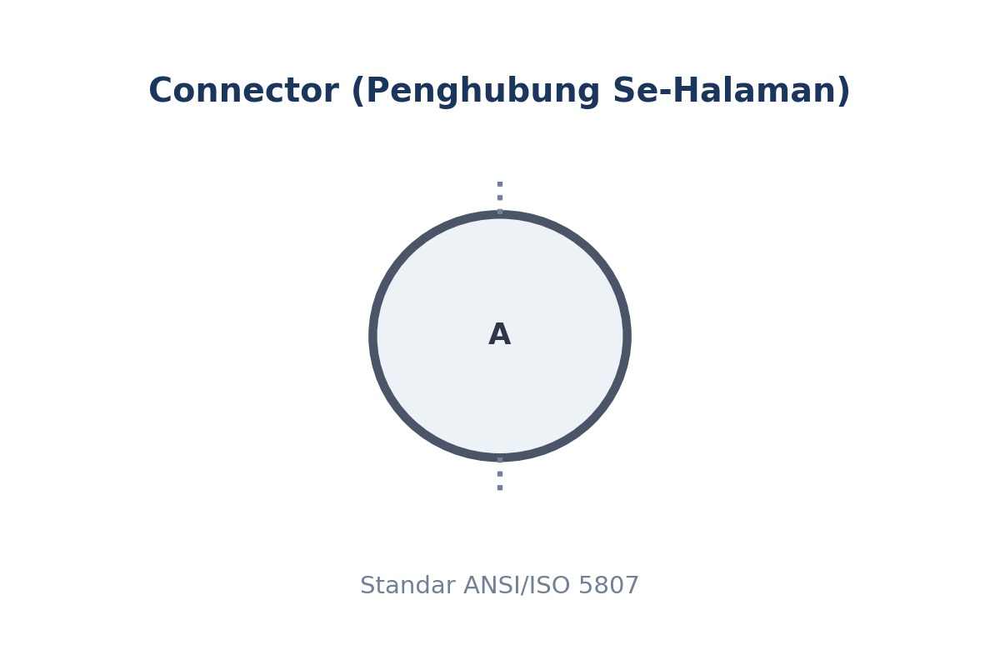 Connector (Penghubung Se-Halaman)
A
Standar ANSI/ISO 5807